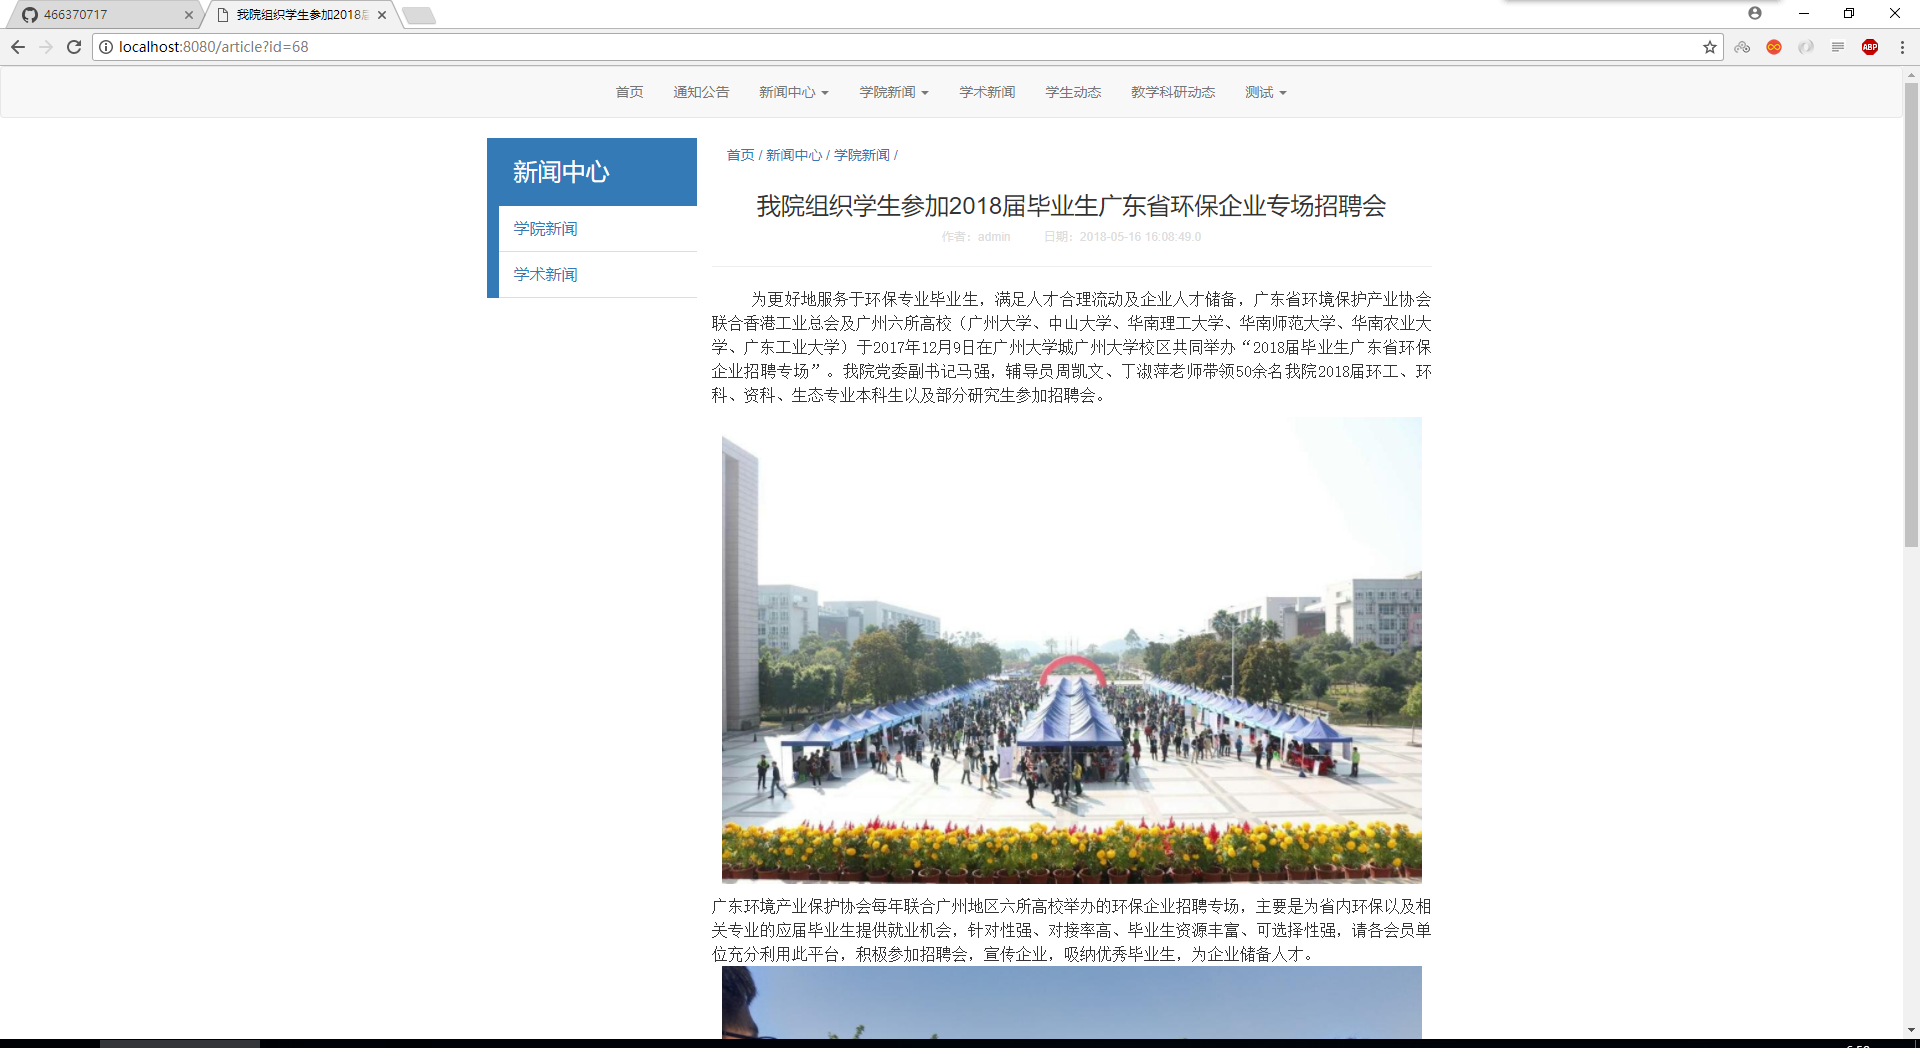 466370717
我院组织学生参加2018届
localhost:8080/article?id=68
ABP
首页 通知公告 新闻中心 学院新闻 学术新闻 学生动态 教学科研动态 测试
新闻中心
学院新闻
学术新闻
首页 / 新闻中心 / 学院新闻 /
我院组织学生参加2018届毕业生广东省环保企业专场招聘会
作者：admin 日期：2018-05-16 16:08:49.0
为更好地服务于环保专业毕业生，满足人才合理流动及企业人才储备，广东省环境保护产业协会
联合香港工业总会及广州六所高校（广州大学、中山大学、华南理工大学、华南师范大学、华南农业大
学、广东工业大学）于2017年12月9日在广州大学城广州大学校区共同举办“2018届毕业生广东省环保
企业招聘专场”。我院党委副书记马强，辅导员周凯文、丁淑萍老师带领50余名我院2018届环工、环
科、资科、生态专业本科生以及部分研究生参加招聘会。
广东环境产业保护协会每年联合广州地区六所高校举办的环保企业招聘专场，主要是为省内环保以及相
关专业的应届毕业生提供就业机会，针对性强、对接率高、毕业生资源丰富、可选择性强，请各会员单
位充分利用此平台，积极参加招聘会，宣传企业，吸纳优秀毕业生，为企业储备人才。